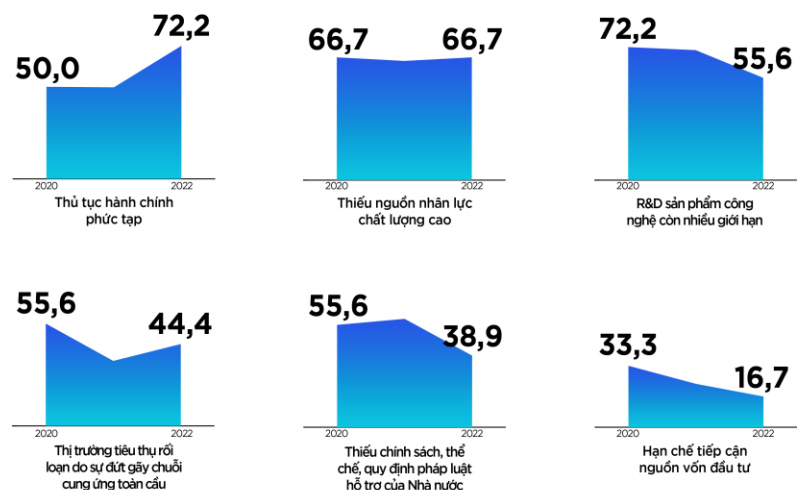 50,0
72,2
2020
2022
Thủ tục hành chính
phức tạp
66,7
66,7
2020
2022
Thiếu nguồn nhân lực
chất lượng cao
72,2
55,6
2020
2022
R&D sản phẩm công
nghệ còn nhiều giới hạn
55,6
44,4
2020
2022
Thị trường tiêu thụ rối
loạn do sự đứt gãy chuỗi
cung ứng toàn cầu
55,6
38,9
2020
2022
Thiếu chính sách, thể
chế, quy định pháp luật
hỗ trợ của Nhà nước
33,3
16,7
2020
2022
Hạn chế tiếp cận
nguồn vốn đầu tư